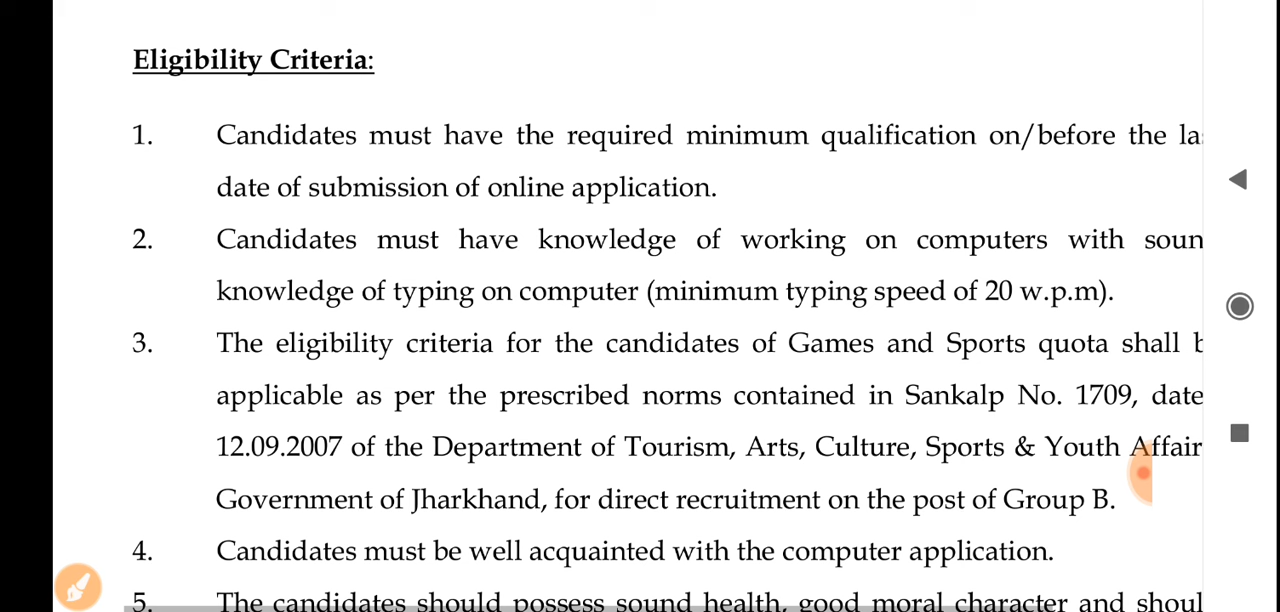 Eligibility Criteria:
1. Candidates must have the required minimum qualification on/before the
date of submission of online application.
2. Candidates must have knowledge of working on computers with
knowledge of typing on computer (minimum typing speed of 20 w.p.m).
3. The eligibility criteria for the candidates of Games and Sports quota shall
applicable as per the prescribed norms contained in Sankalp No. 1709, date
12.09.2007 of the Department of Tourism, Arts, Culture, Sports & Youth Affair
Government of Jharkhand, for direct recruitment on the post of Group B.
4. Candidates must be well acquainted with the computer application.
5. The candidates should possess sound health, good moral character and